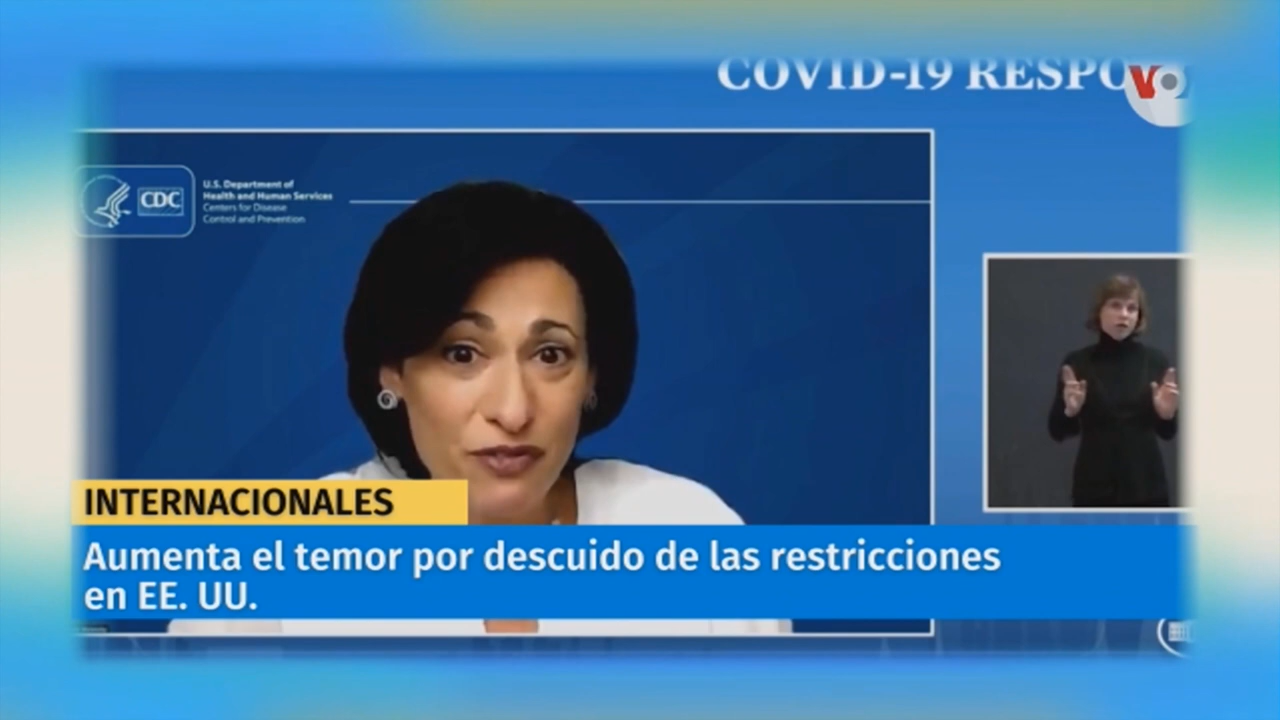 COVID-19 RESPO
VO
CDC
U.S. Department of
Health and Human Services
Centers for Disease
Control and Prevention
INTERNACIONALES
Aumenta el temor por descuido de las restricciones
en EE. UU.